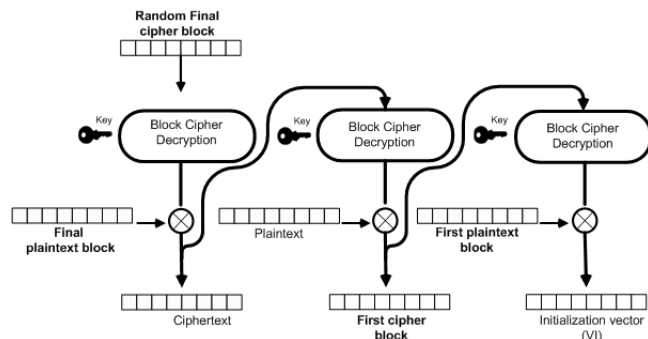 Random Final
cipher block
Key
Block Cipher
Decryption
Key
Block Cipher
Decryption
Key
Block Cipher
Decryption
Final
plaintext block
Plaintext
First plaintext
block
Ciphertext
First cipher
block
Initialization vector
(VI)